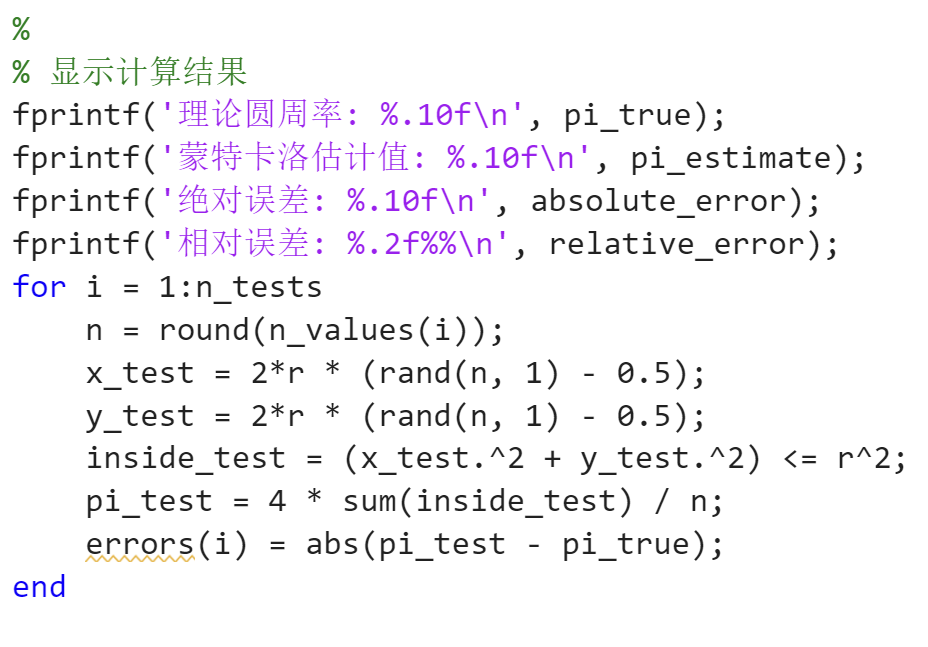 %
% 显示计算结果
fprintf('理论圆周率: %.10f\n', pi_true);
fprintf('蒙特卡洛估计值: %.10f\n', pi_estimate);
fprintf('绝对误差: %.10f\n', absolute_error);
fprintf('相对误差: %.2f%%\n', relative_error);
for i = 1:n_tests
    n = round(n_values(i));
    x_test = 2*r * (rand(n, 1) - 0.5);
    y_test = 2*r * (rand(n, 1) - 0.5);
    inside_test = (x_test.^2 + y_test.^2) <= r^2;
    pi_test = 4 * sum(inside_test) / n;
    errors(i) = abs(pi_test - pi_true);
end